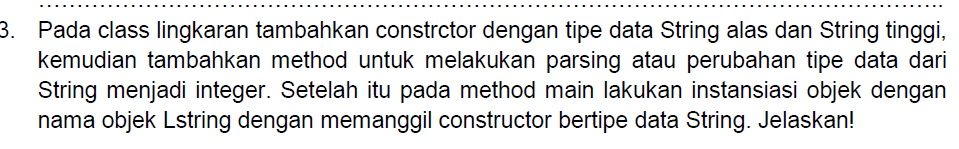 3. Pada class lingkaran tambahkan constrctor dengan tipe data String alas dan String tinggi,
kemudian tambahkan method untuk melakukan parsing atau perubahan tipe data dari
String menjadi integer. Setelah itu pada method main lakukan instansiasi objek dengan
nama objek Lstring dengan memanggil constructor bertipe data String. Jelaskan!